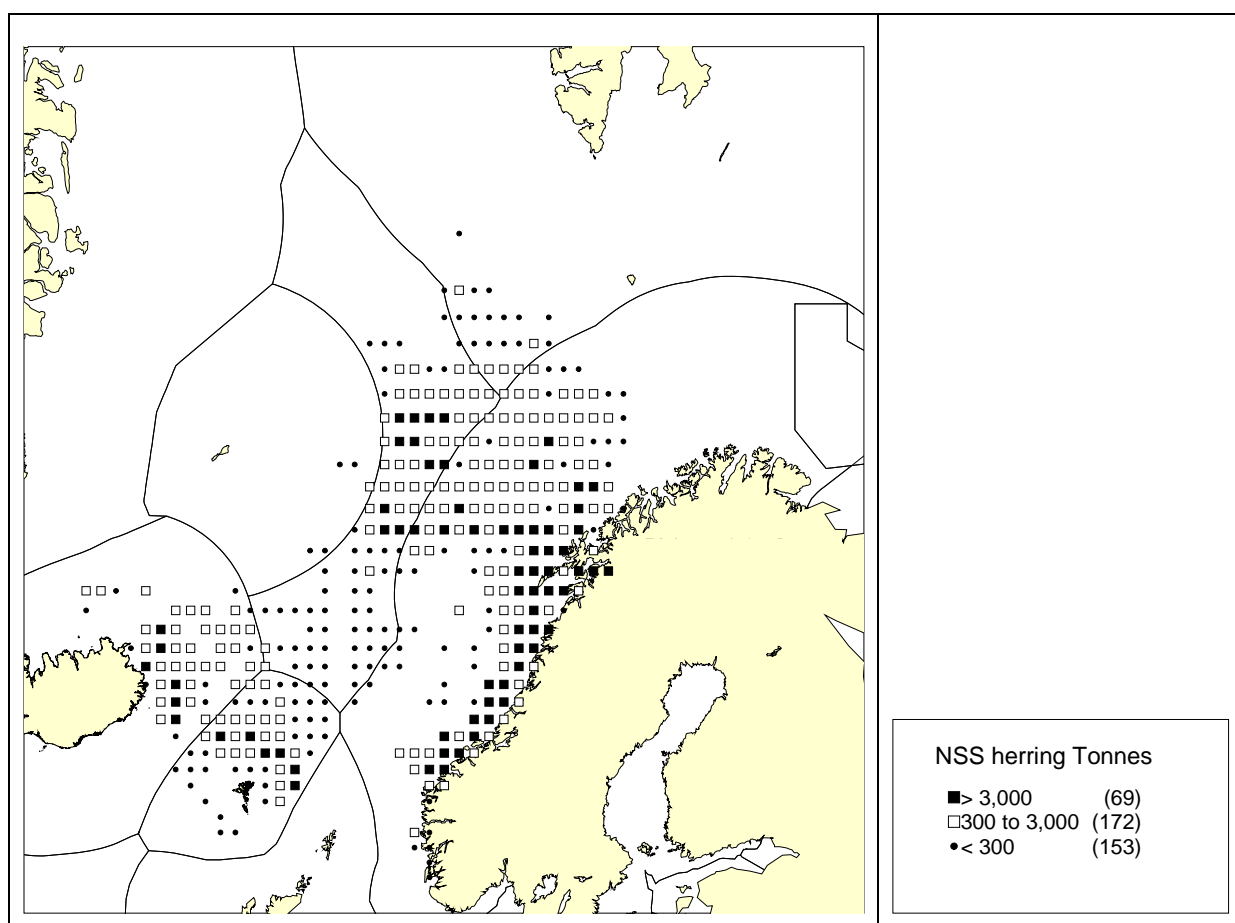 NSS herring Tonnes
> 3,000 (69)
300 to 3,000 (172)
< 300 (153)